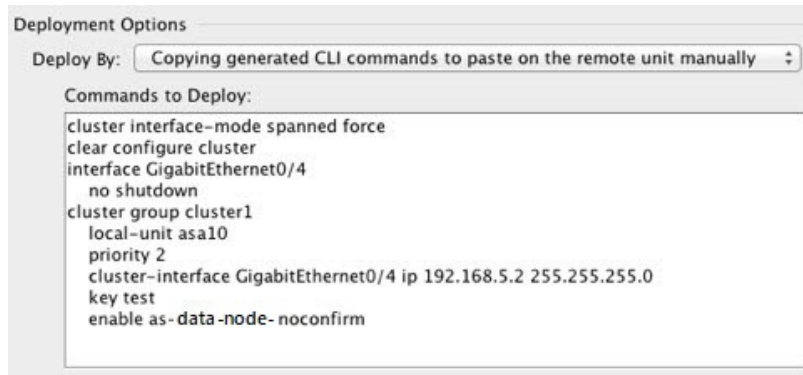 Deployment Options
Deploy By: Copying generated CLI commands to paste on the remote unit manually
Commands to Deploy:
cluster interface-mode spanned force
clear configure cluster
interface GigabitEthernet0/4
no shutdown
cluster group cluster1
local-unit asa10
priority 2
cluster-interface GigabitEthernet0/4 ip 192.168.5.2 255.255.255.0
key test
enable as-data-node-noconfirm